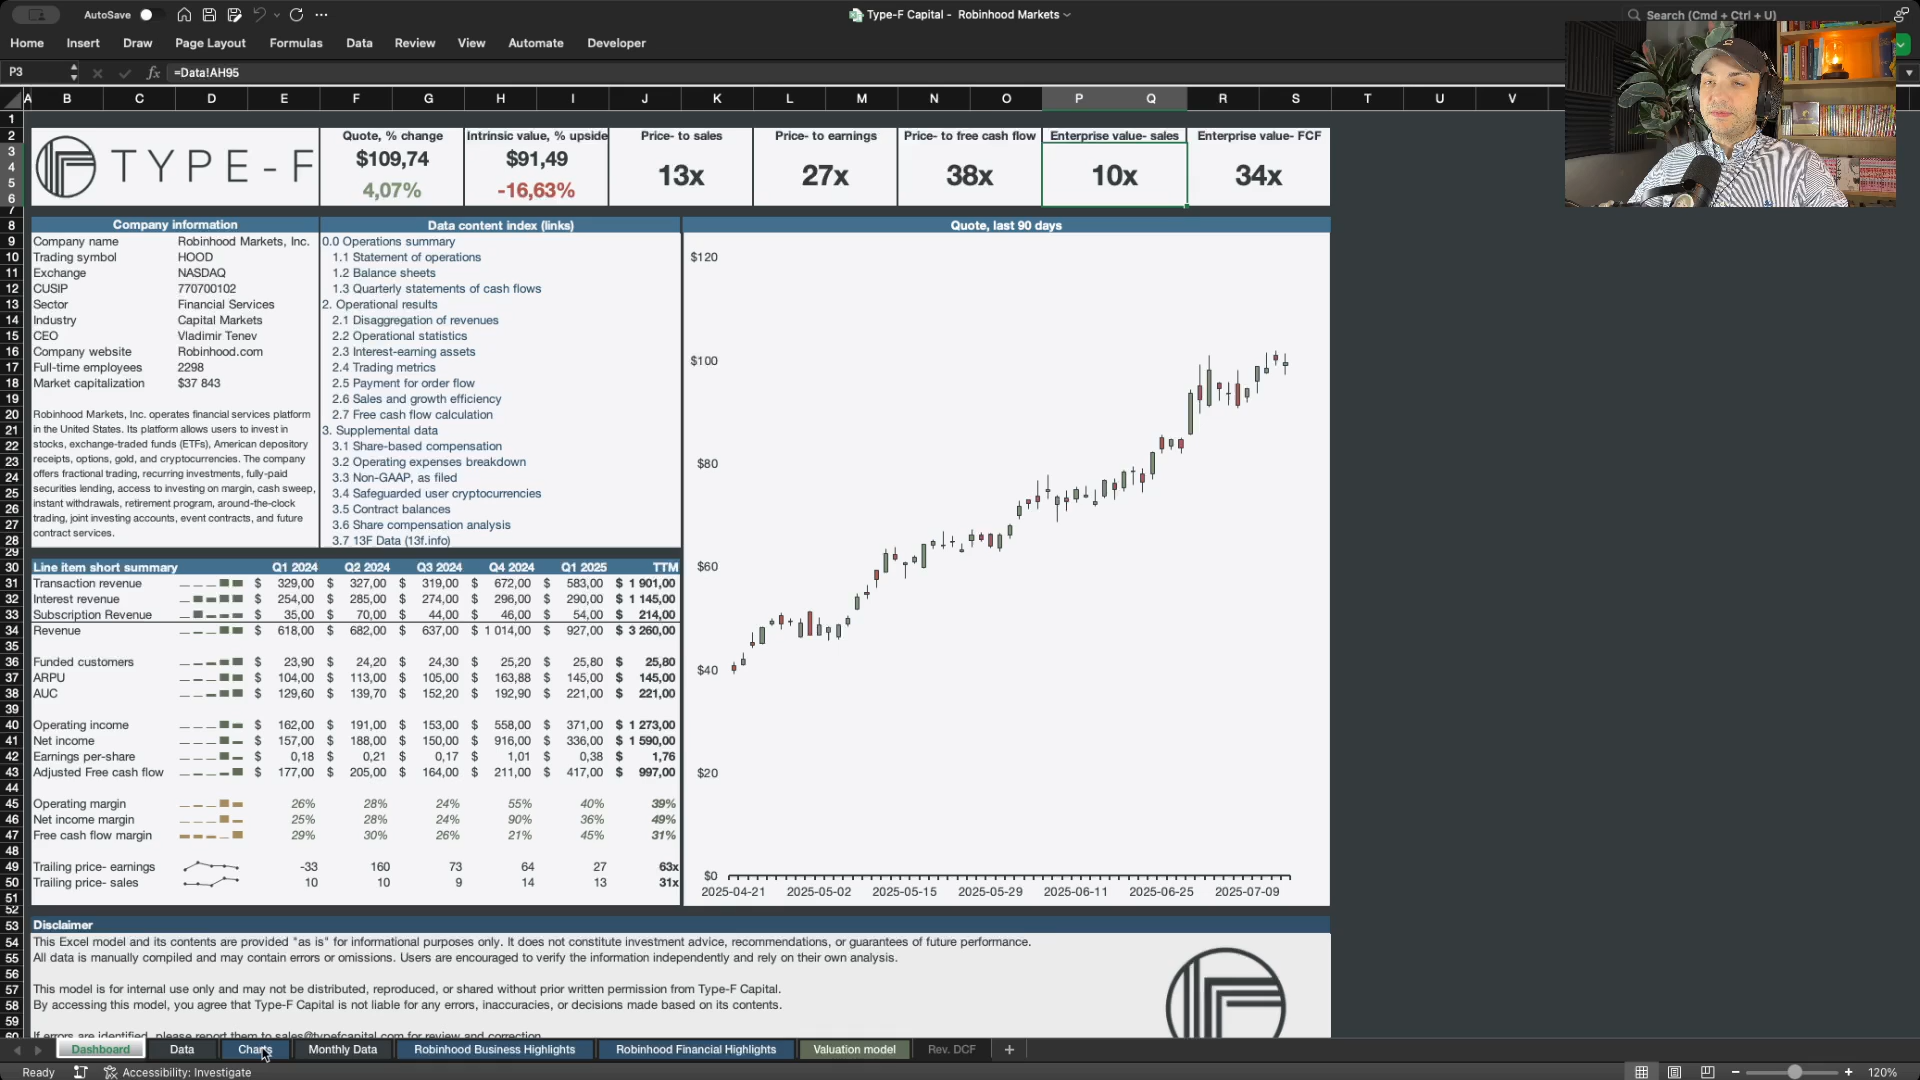 AutoSave
Type-F Capital - Robinhood Markets
Search (Cmd + Ctrl + U)
Home Insert Draw Page Layout Formulas Data Review View Automate Developer
P3 fx =Data!AH95
A B C D E F G H I J K L M N O P Q R S T U V
TYPE-F
Quote, % change Intrinsic value, % upside Price- to sales Price- to earnings Price- to free cash flow Enterprise value- sales Enterprise value- FCF
$109,74 $91,49 13x 27x 38x 10x 34x
4,07% -16,63%
Company information Data content index (links) Quote, last 90 days
Company name Robinhood Markets, Inc.
Trading symbol HOOD
Exchange NASDAQ
CUSIP 770700102
Sector Financial Services
Industry Capital Markets
CEO Vladimir Tenev
Company website Robinhood.com
Full-time employees 2298
Market capitalization $37 843
Robinhood Markets, Inc. operates financial services platform
in the United States. Its platform allows users to invest in
stocks, exchange-traded funds (ETFs), American depository
receipts, options, gold, and cryptocurrencies. The company
offers fractional trading, recurring investments, fully-paid
securities lending, access to investing on margin, cash sweep,
instant withdrawals, retirement program, around-the-clock
trading, joint investing accounts, event contracts, and future
contract services.
0.0 Operations summary
1.1 Statement of operations
1.2 Balance sheets
1.3 Quarterly statements of cash flows
2. Operational results
2.1 Disaggregation of revenues
2.2 Operational statistics
2.3 Interest-earning assets
2.4 Trading metrics
2.5 Payment for order flow
2.6 Sales and growth efficiency
2.7 Free cash flow calculation
3. Supplemental data
3.1 Share-based compensation
3.2 Operating expenses breakdown
3.3 Non-GAAP, as filed
3.4 Safeguarded user cryptocurrencies
3.5 Contract balances
3.6 Share compensation analysis
3.7 13F Data (13f.info)
$120
$100
$80
$60
$40
$20
$0
2025-04-21 2025-05-02 2025-05-15 2025-05-29 2025-06-11 2025-06-25 2025-07-09
Line item short summary Q1 2024 Q2 2024 Q3 2024 Q4 2024 Q1 2025 TTM
Transaction revenue $ 329,00 $ 327,00 $ 319,00 $ 672,00 $ 583,00 $ 1 901,00
Interest revenue $ 254,00 $ 285,00 $ 274,00 $ 296,00 $ 290,00 $ 1 145,00
Subscription Revenue $ 35,00 $ 70,00 $ 44,00 $ 46,00 $ 54,00 $ 214,00
Revenue $ 618,00 $ 682,00 $ 637,00 $ 1 014,00 $ 927,00 $ 3 260,00
Funded customers $ 23,90 $ 24,20 $ 24,30 $ 25,20 $ 25,80 $ 25,80
ARPU $ 104,00 $ 113,00 $ 105,00 $ 163,88 $ 145,00 $ 145,00
AUC $ 129,60 $ 139,70 $ 152,20 $ 192,90 $ 221,00 $ 221,00
Operating income $ 162,00 $ 191,00 $ 153,00 $ 558,00 $ 371,00 $ 1 273,00
Net income $ 157,00 $ 188,00 $ 150,00 $ 916,00 $ 336,00 $ 1 590,00
Earnings per-share $ 0,18 $ 0,21 $ 0,17 $ 1,01 $ 0,38 $ 1,76
Adjusted Free cash flow $ 177,00 $ 205,00 $ 164,00 $ 211,00 $ 417,00 $ 997,00
Operating margin 26% 28% 24% 55% 40% 39%
Net income margin 25% 28% 24% 90% 36% 49%
Free cash flow margin 29% 30% 26% 21% 45% 31%
Trailing price- earnings -33 160 73 64 27 63x
Trailing price- sales 10 10 9 14 13 31x
Disclaimer
This Excel model and its contents are provided "as is" for informational purposes only. It does not constitute investment advice, recommendations, or guarantees of future performance.
All data is manually compiled and may contain errors or omissions. Users are encouraged to verify the information independently and rely on their own analysis.
This model is for internal use only and may not be distributed, reproduced, or shared without prior written permission from Type-F Capital.
By accessing this model, you agree that Type-F Capital is not liable for any errors, inaccuracies, or decisions made based on its contents.
If errors are identified, please report them to sales@typefcapital.com for review and correction
Dashboard Data Charts Monthly Data Robinhood Business Highlights Robinhood Financial Highlights Valuation model Rev. DCF +
Ready Accessibility: Investigate 120%